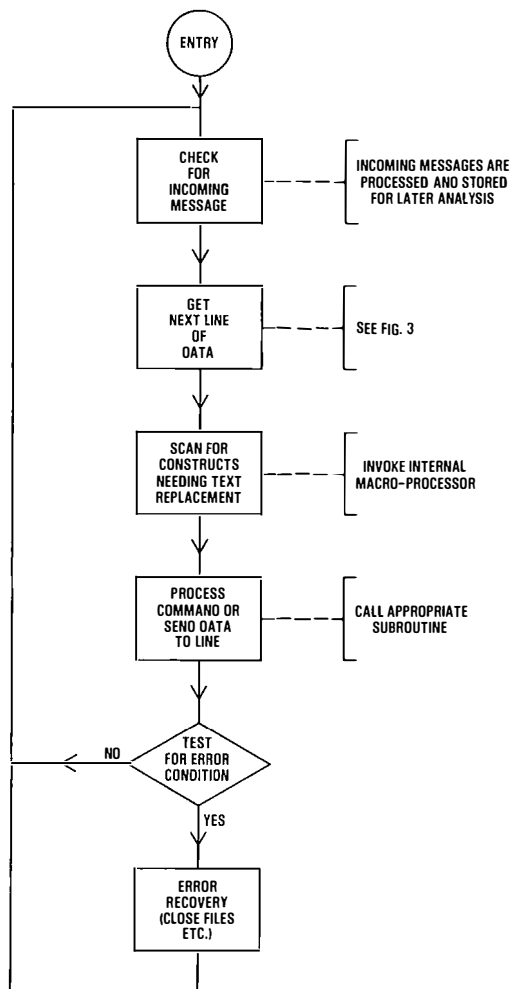 ENTRY
CHECK
FOR
INCOMING
MESSAGE
INCOMING MESSAGES ARE
PROCESSED AND STORED
FOR LATER ANALYSIS
GET
NEXT LINE
OF
OATA
SEE FIG. 3
SCAN FOR
CONSTRUCTS
NEEDING TEXT
REPLACEMENT
INVOKE INTERNAL
MACRO-PROCESSOR
PROCESS
COMMAND OR
SENO OATA
TO LINE
CALL APPROPRIATE
SUBROUTINE
TEST
FOR ERROR
CONDITION
NO
YES
ERROR
RECOVERY
(CLOSE FILES
ETC.)